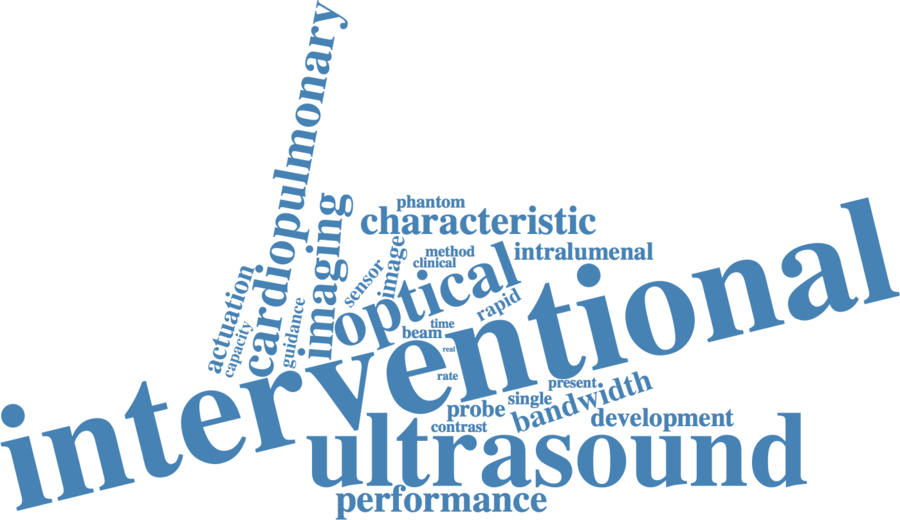 cardiopulmonary
imaging
phantom
characteristic
method
clinical
intralumenal
image
sensor
optical
actuation
capacity
guidance
rapid
time
beam
real
rate
interventional
present
single
bandwidth
probe
development
contrast
ultrasound
performance